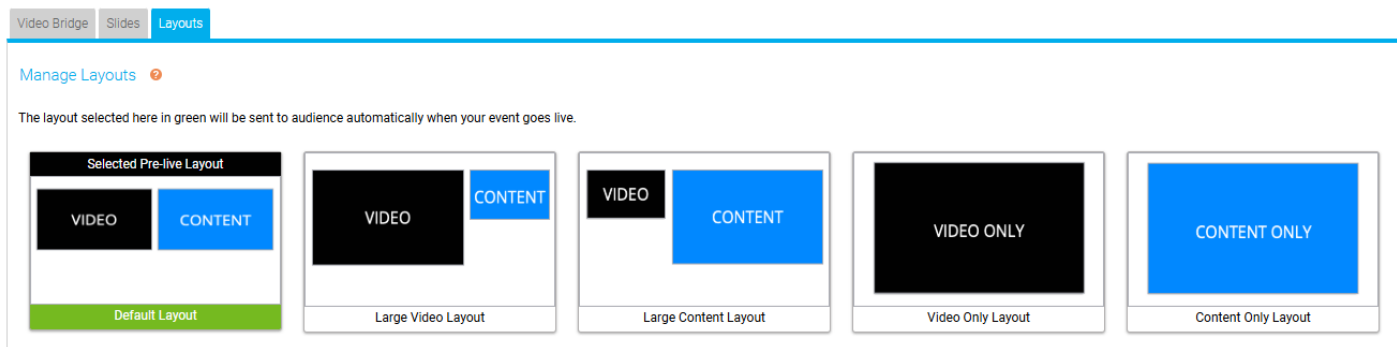 Video Bridge Slides Layouts
Manage Layouts ?
The layout selected here in green will be sent to audience automatically when your event goes live.
Selected Pre-live Layout
VIDEO CONTENT
Default Layout
VIDEO CONTENT
Large Video Layout
VIDEO CONTENT
Large Content Layout
VIDEO ONLY
Video Only Layout
CONTENT ONLY
Content Only Layout